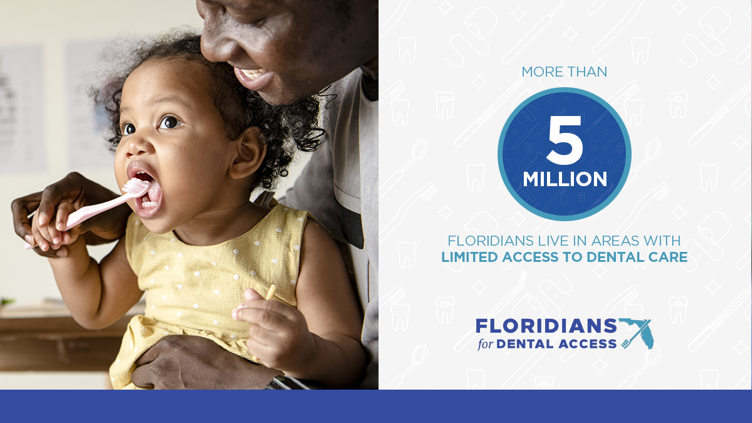 MORE THAN
5
MILLION
FLORIDIANS LIVE IN AREAS WITH
LIMITED ACCESS TO DENTAL CARE
FLORIDIANS
for DENTAL ACCESS